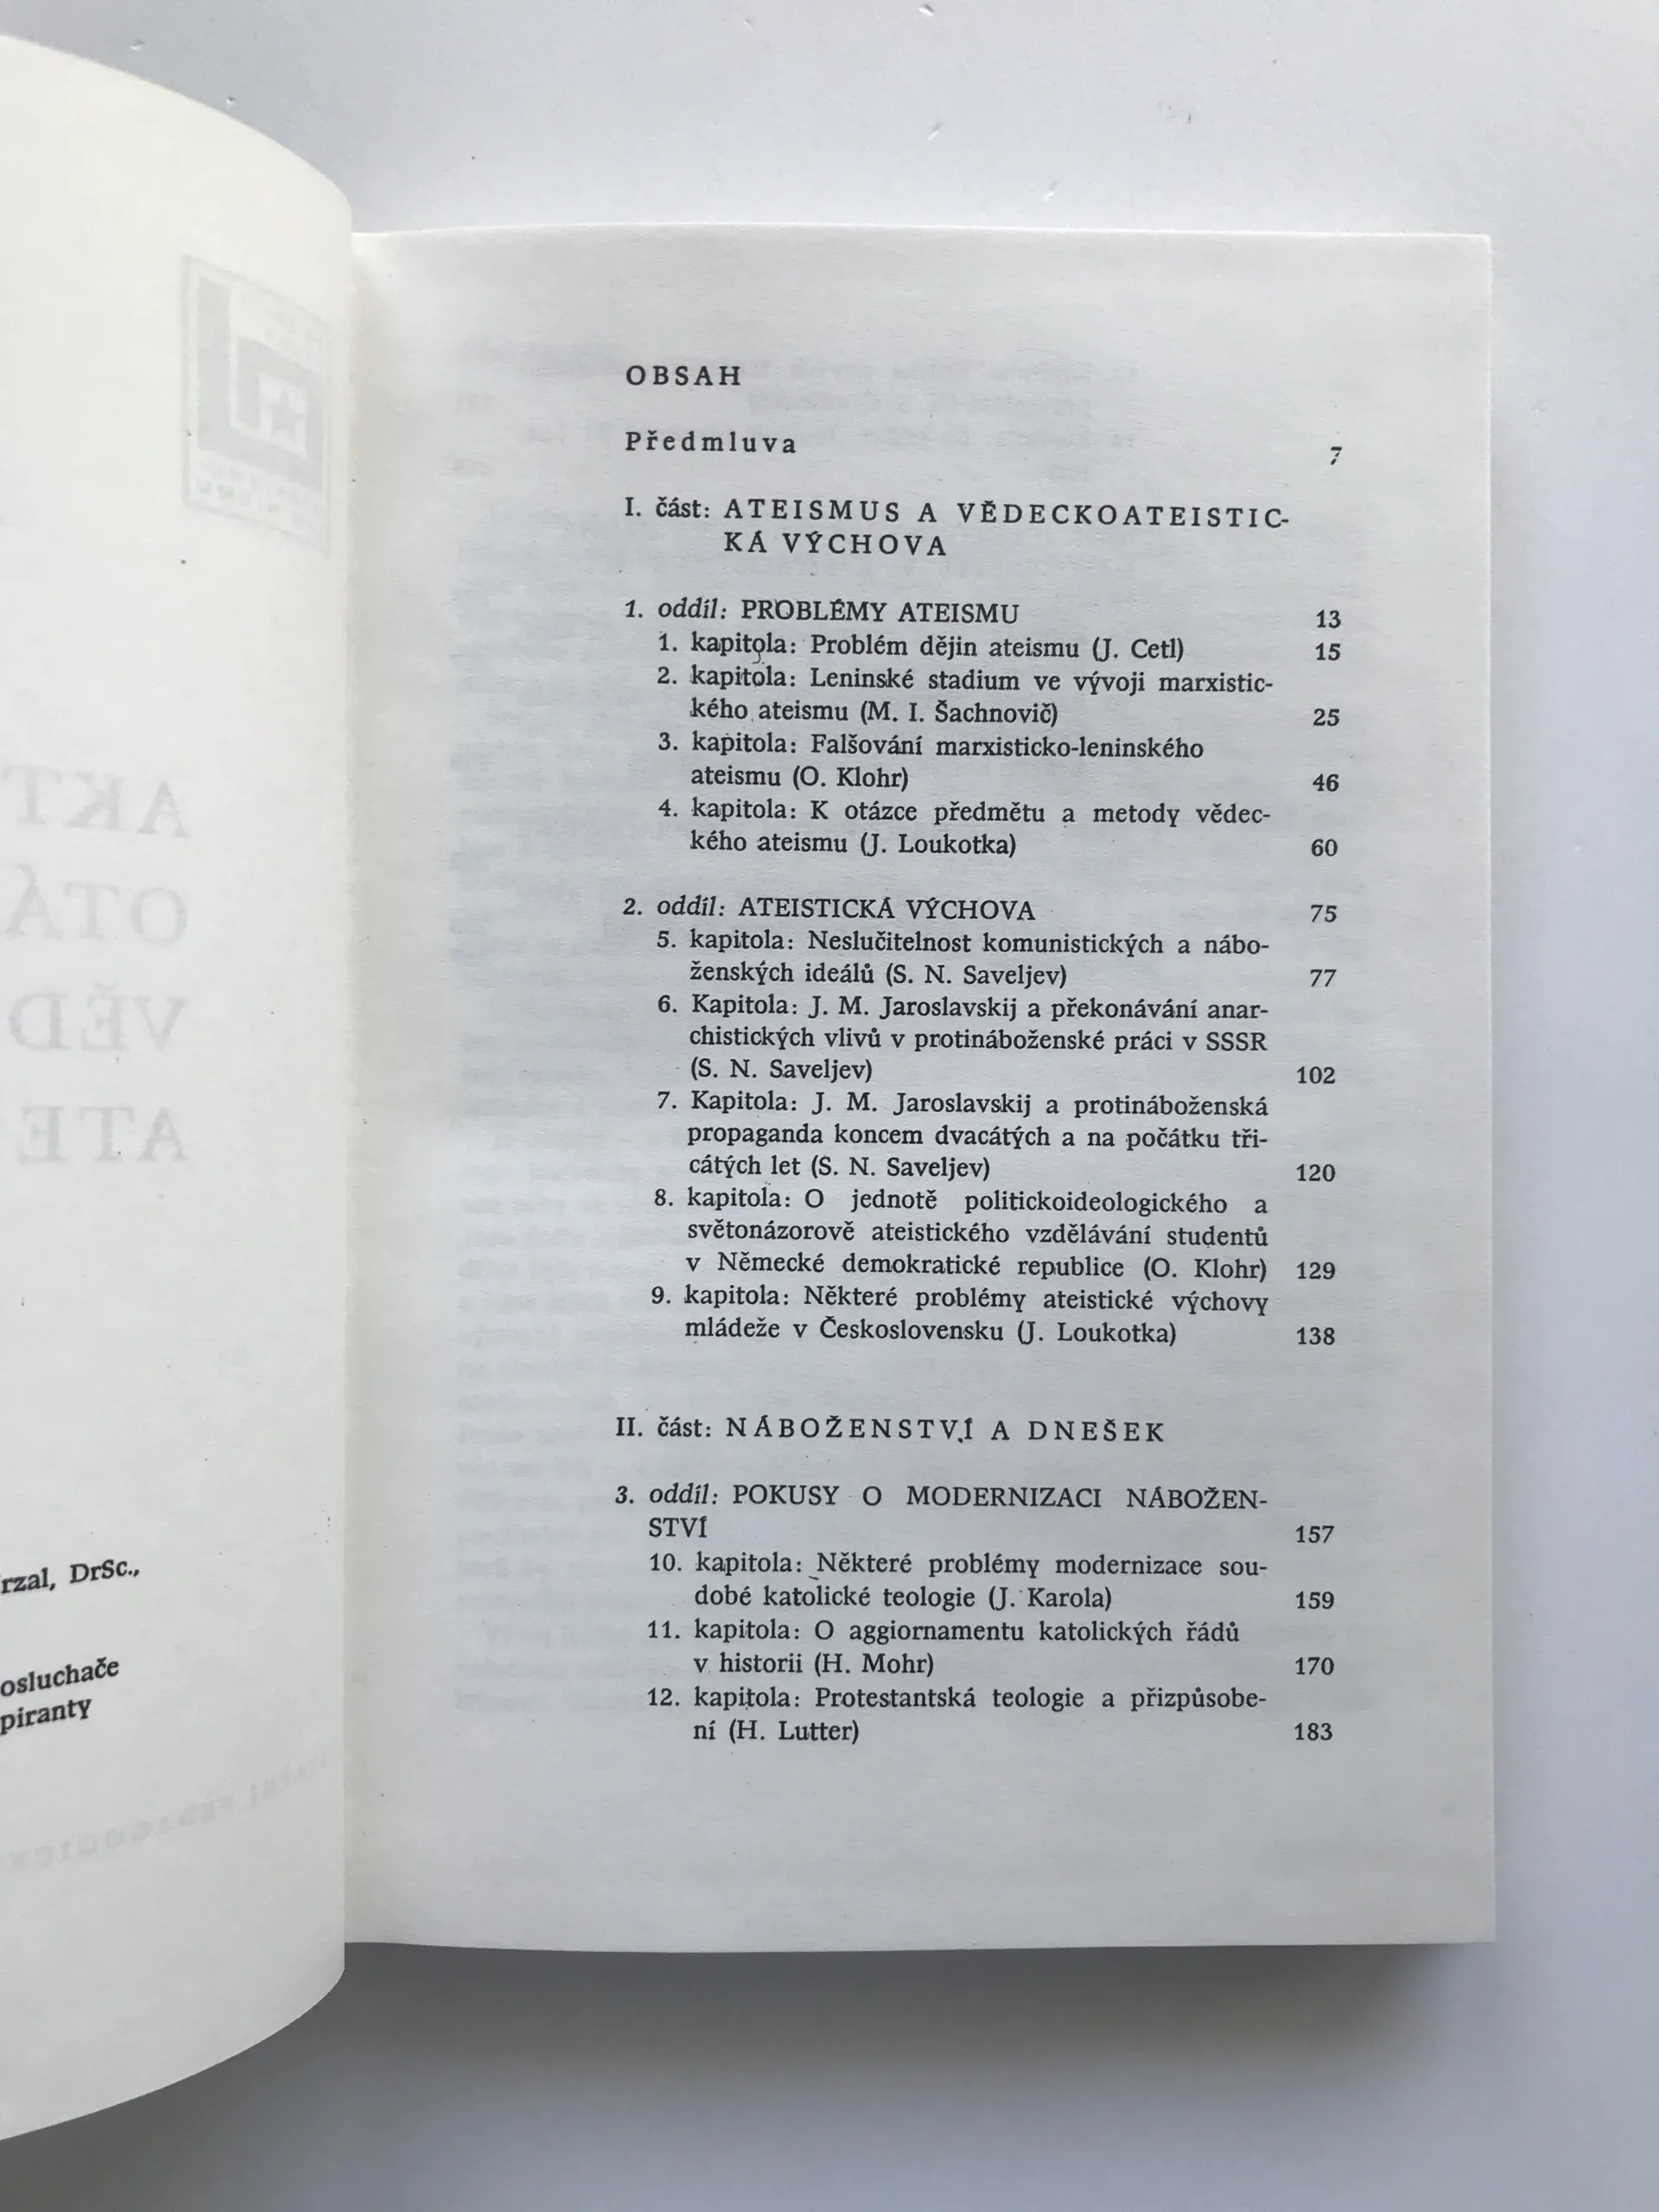 rzal, DrSc.,
osluchače
piranty
OBSAH
Předmluva 7
I. část: ATEISMUS A VĚDECKOATEISTIC-
KÁ VÝCHOVA
1. oddíl: PROBLÉMY ATEISMU 13
1. kapitola: Problém dějin ateismu (J. Cetl) 15
2. kapitola: Leninské stadium ve vývoji marxistic-
kého ateismu (M. I. Šachnovič) 25
3. kapitola: Falšování marxisticko-leninského
ateismu (O. Klohr) 46
4. kapitola: K otázce předmětu a metody vědec-
kého ateismu (J. Loukotka) 60
2. oddíl: ATEISTICKÁ VÝCHOVA 75
5. kapitola: Neslučitelnost komunistických a nábo-
ženských ideálů (S. N. Saveljev) 77
6. Kapitola: J. M. Jaroslavskij a překonávání anar-
chistických vlivů v protináboženské práci v SSSR
(S. N. Saveljev) 102
7. Kapitola: J. M. Jaroslavskij a protináboženská
propaganda koncem dvacátých a na počátku tři-
cátých let (S. N. Saveljev) 120
8. kapitola: O jednotě politickoideologického a
světonázorově ateistického vzdělávání studentů
v Německé demokratické republice (O. Klohr) 129
9. kapitola: Některé problémy ateistické výchovy
mládeže v Československu (J. Loukotka) 138
II. část: NÁBOŽENSTVÍ A DNEŠEK
3. oddíl: POKUSY O MODERNIZACI NÁBOŽEN-
STVÍ 157
10. kapitola: Některé problémy modernizace sou-
dobé katolické teologie (J. Karola) 159
11. kapitola: O aggiornamentu katolických řádů
v historii (H. Mohr) 170
12. kapitola: Protestantská teologie a přizpůsobe-
ní (H. Lutter) 183